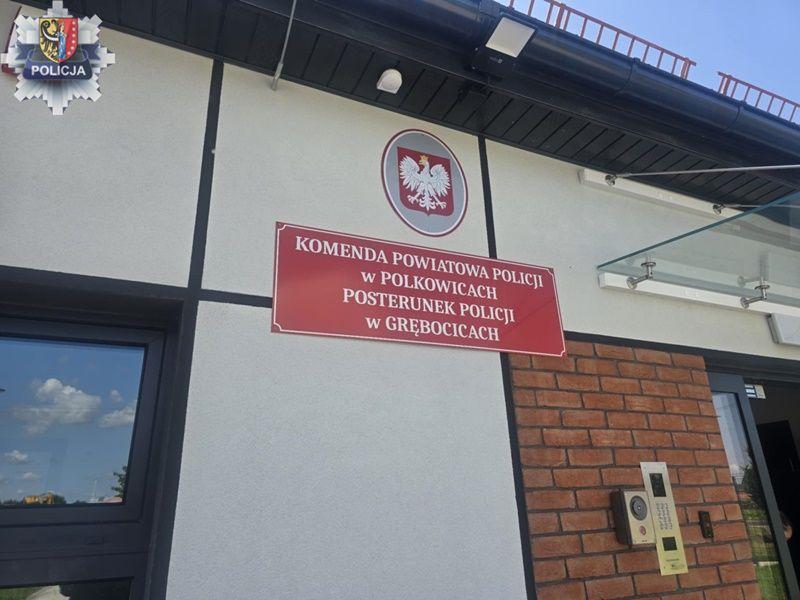 POLICJA
KOMENDA POWIATOWA POLICJI
w POLKOWICACH
POSTERUNEK POLICJI
w GRĘBOCICACH